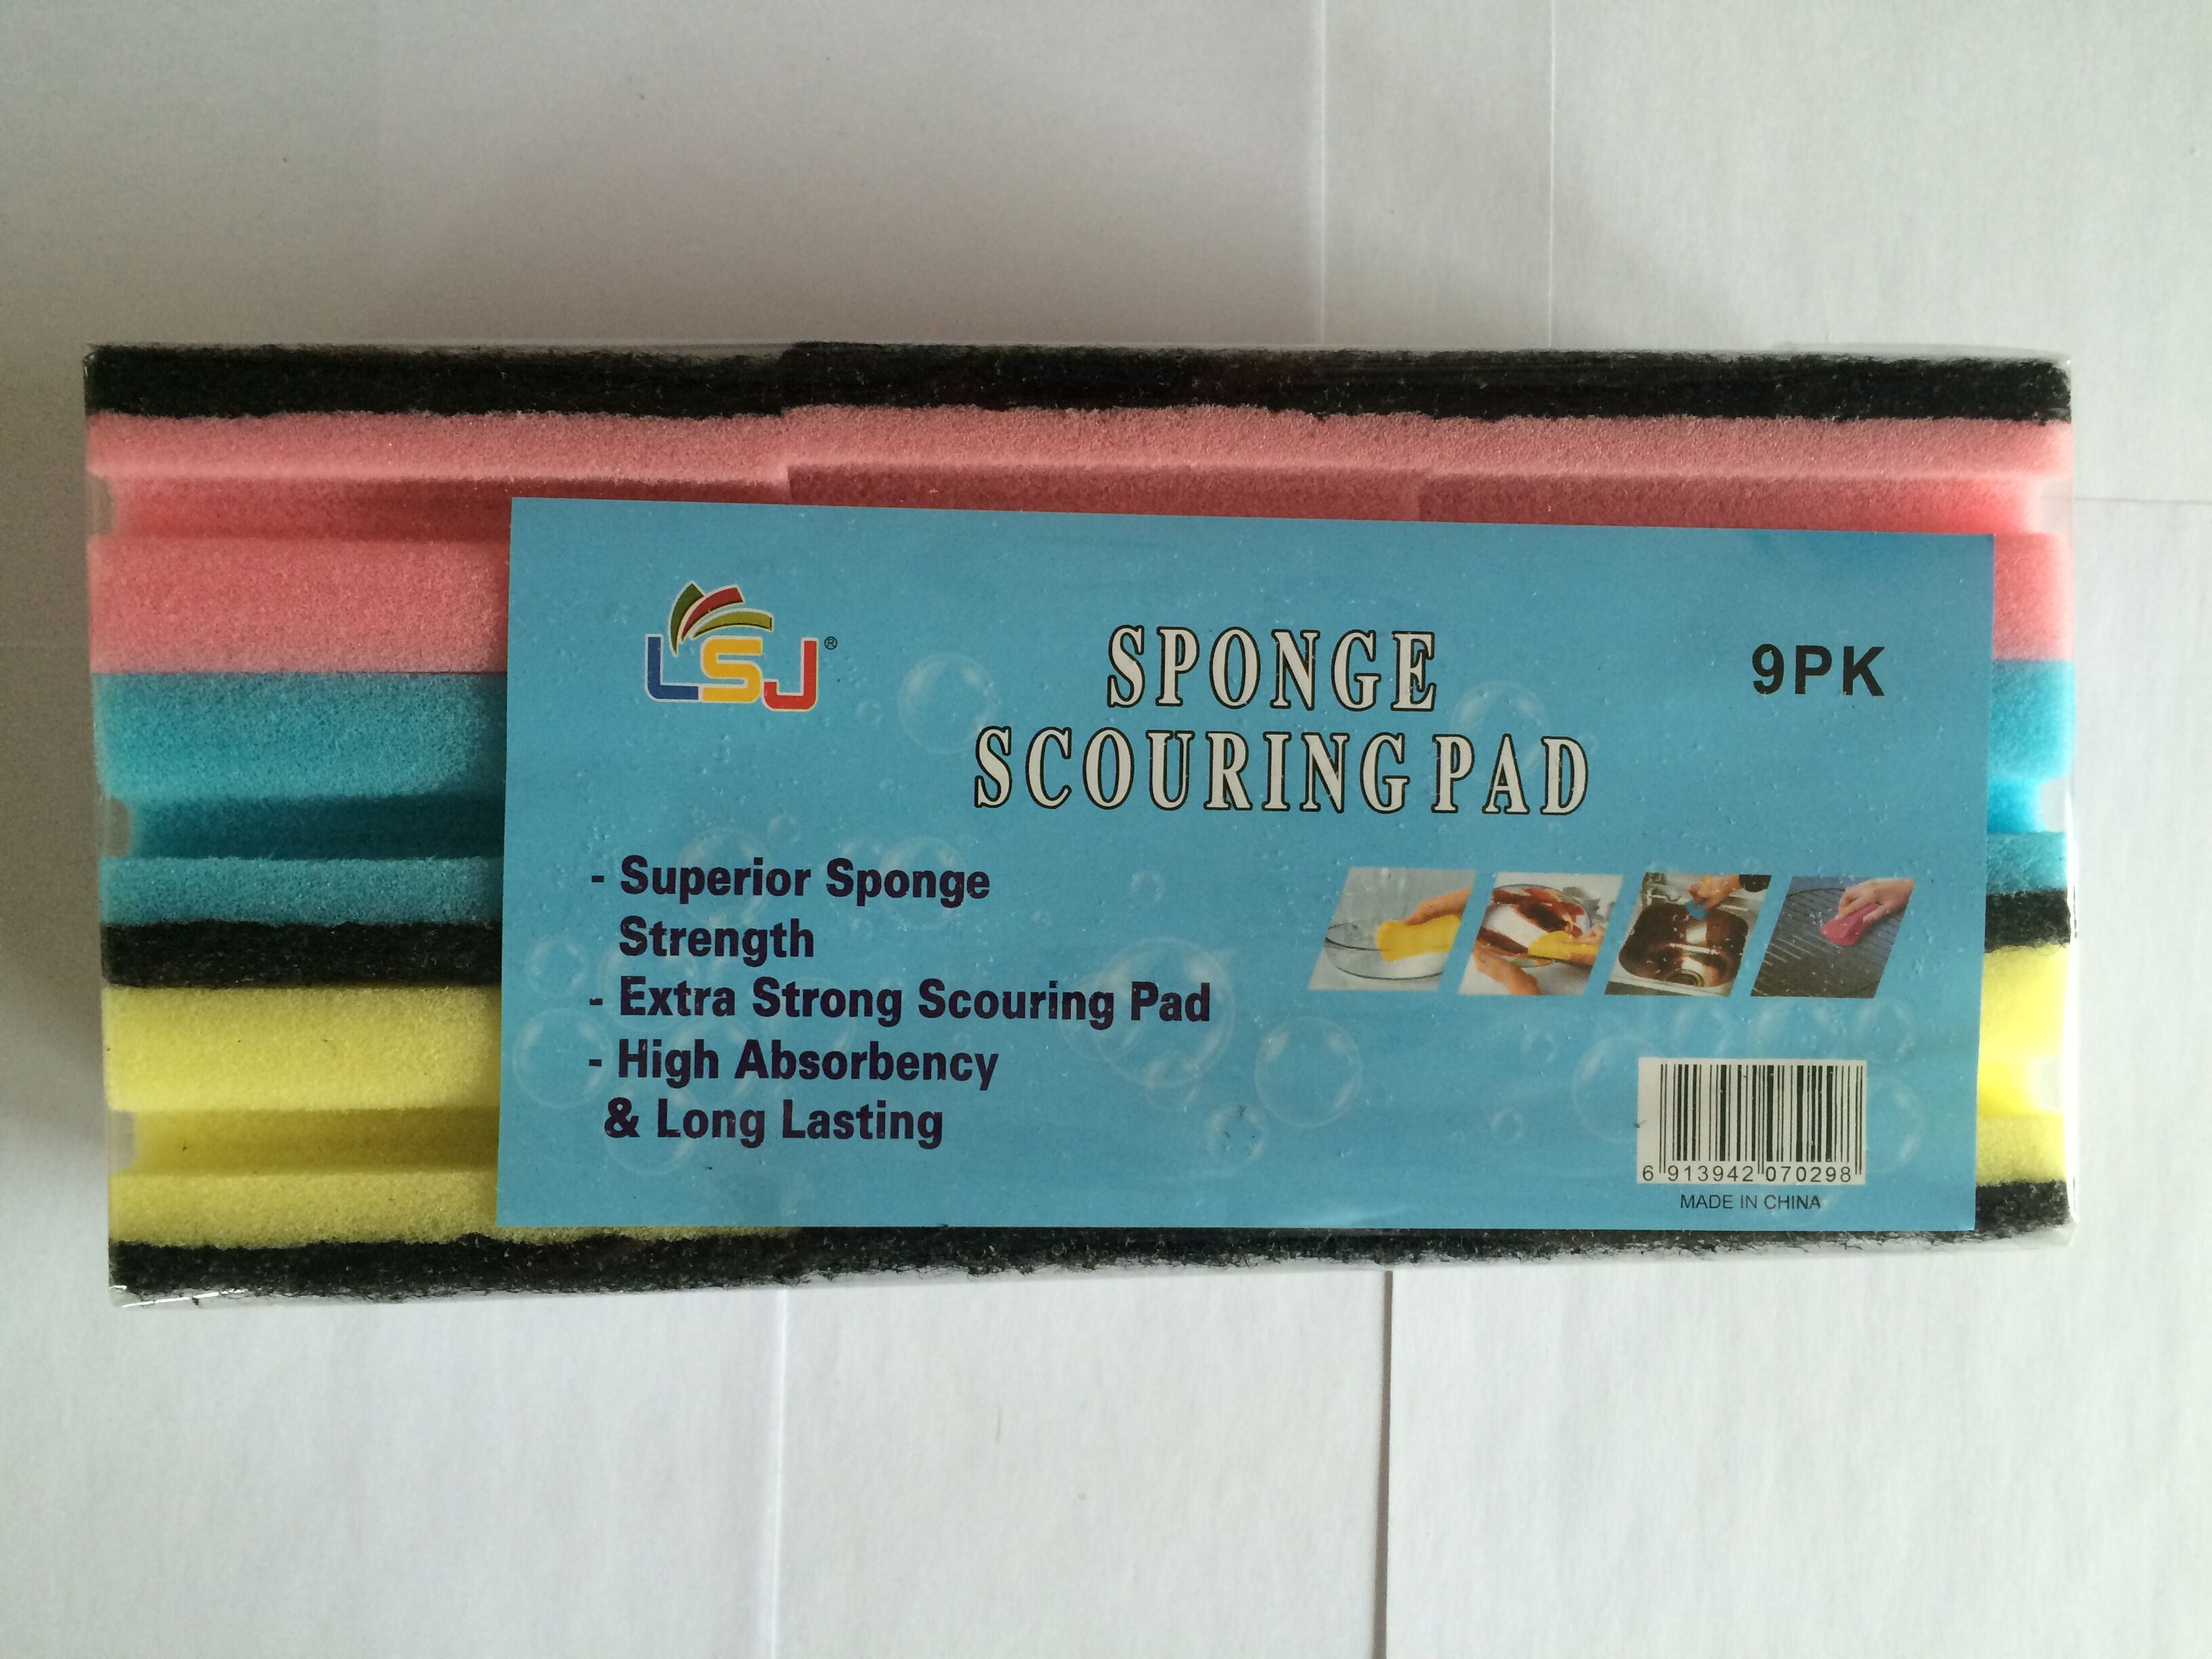 LSJ®
SPONGE
SCOURING PAD
9PK
- Superior Sponge
Strength
- Extra Strong Scouring Pad
- High Absorbency
& Long Lasting
6 913942 070298
MADE IN CHINA